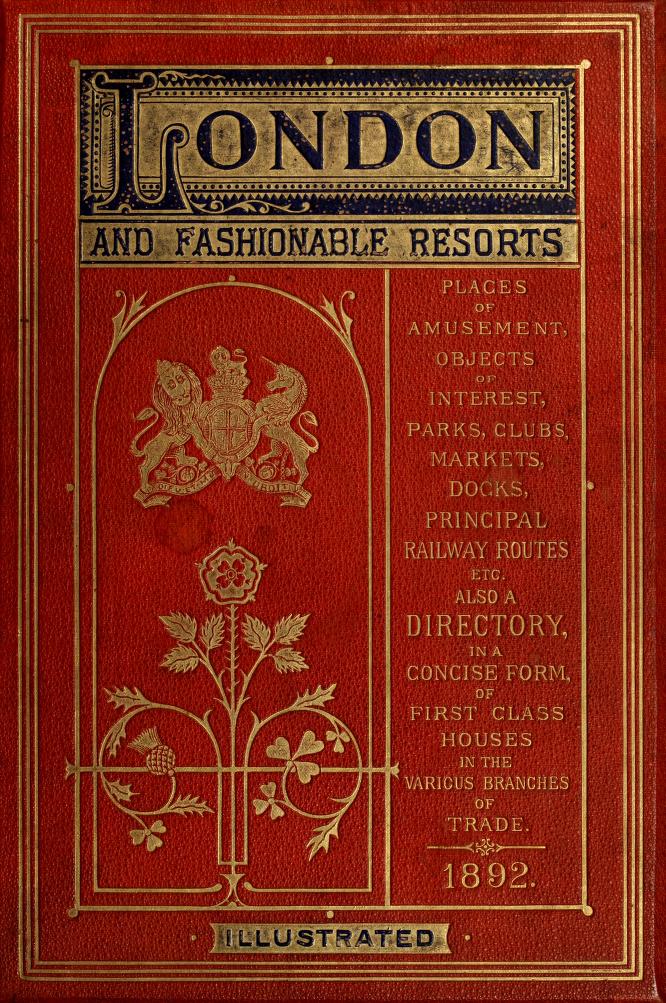 LONDON
AND FASHIONABLE RESORTS
PLACES
OF
AMUSEMENT,
OBJECTS
OF
INTEREST,
PARKS, CLUBS,
MARKETS,
DOCKS,
PRINCIPAL
RAILWAY ROUTES
ETC.
ALSO A
DIRECTORY,
IN A
CONCISE FORM,
OF
FIRST CLASS
HOUSES
IN THE
VARIOUS BRANCHES
OF
TRADE.
1892.
ILLUSTRATED